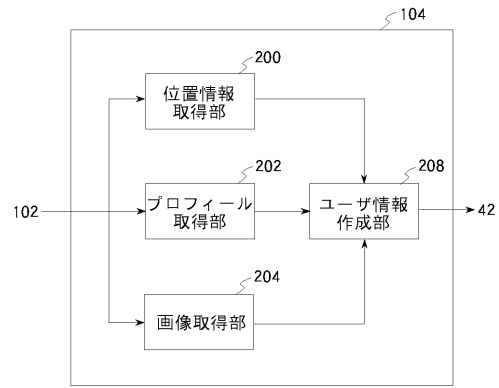 104
200
位置情報
取得部
202
208
102
プロフィール
取得部
ユーザ情報
作成部
42
204
画像取得部